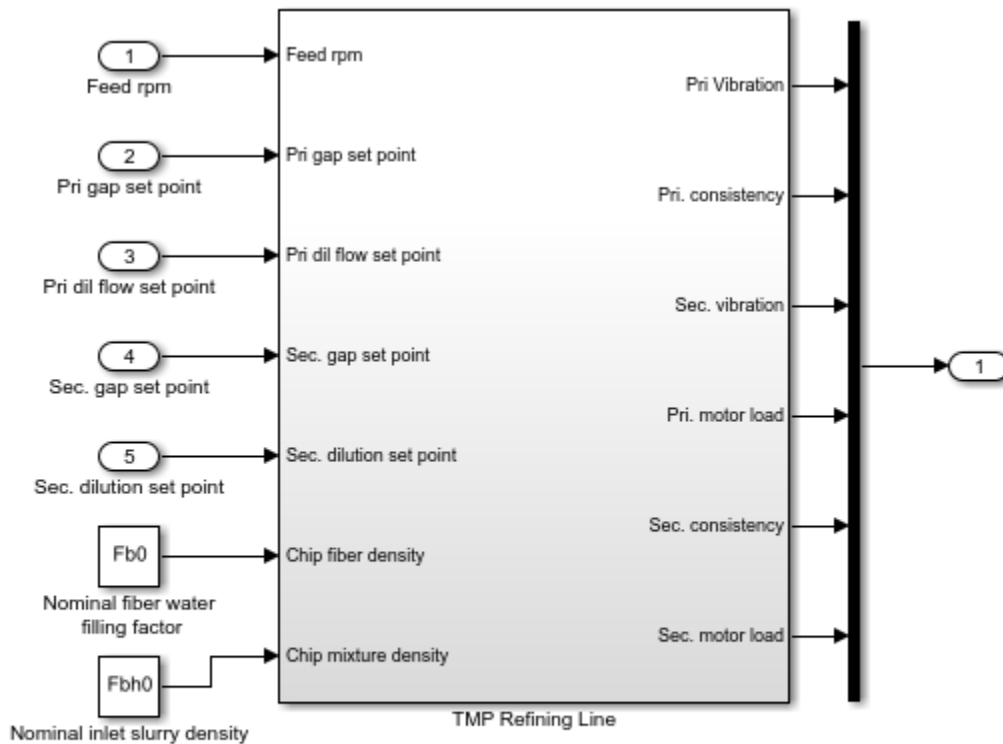 1
Feed rpm
2
Pri gap set point
3
Pri dil flow set point
4
Sec. gap set point
5
Sec. dilution set point
Fb0
Nominal fiber water
filling factor
Fbh0
Nominal inlet slurry density
Feed rpm
Pri gap set point
Pri dil flow set point
Sec. gap set point
Sec. dilution set point
Chip fiber density
Chip mixture density
Pri Vibration
Pri. consistency
Sec. vibration
Pri. motor load
Sec. consistency
Sec. motor load
TMP Refining Line
1